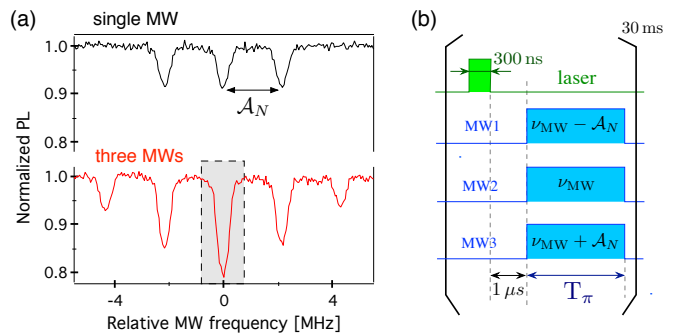 (a)
single MW
1.0
0.9
0.8
𝒜_N
Normalized PL
three MWs
1.0
0.9
0.8
-4
-2
0
2
4
Relative MW frequency [MHz]
(b)
30 ms
300 ns
laser
MW1
ν_MW − 𝒜_N
MW2
ν_MW
MW3
ν_MW + 𝒜_N
1 μs
T_π